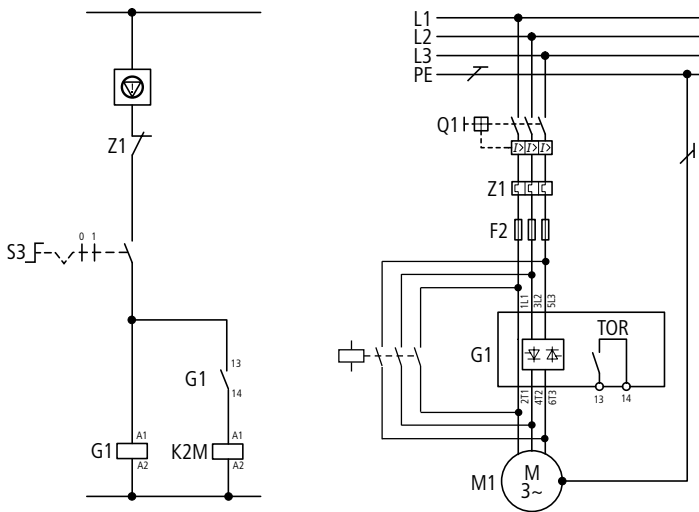 L1
L2
L3
PE
Q1
I> I> I>
Z1
Z1
F2
0 1
S3
1L1
3L2
5L3
TOR
G1
13 14
2T1
4T2
6T3
13
G1
14
A1
G1
A2
A1
K2M
A2
M1
M
3~